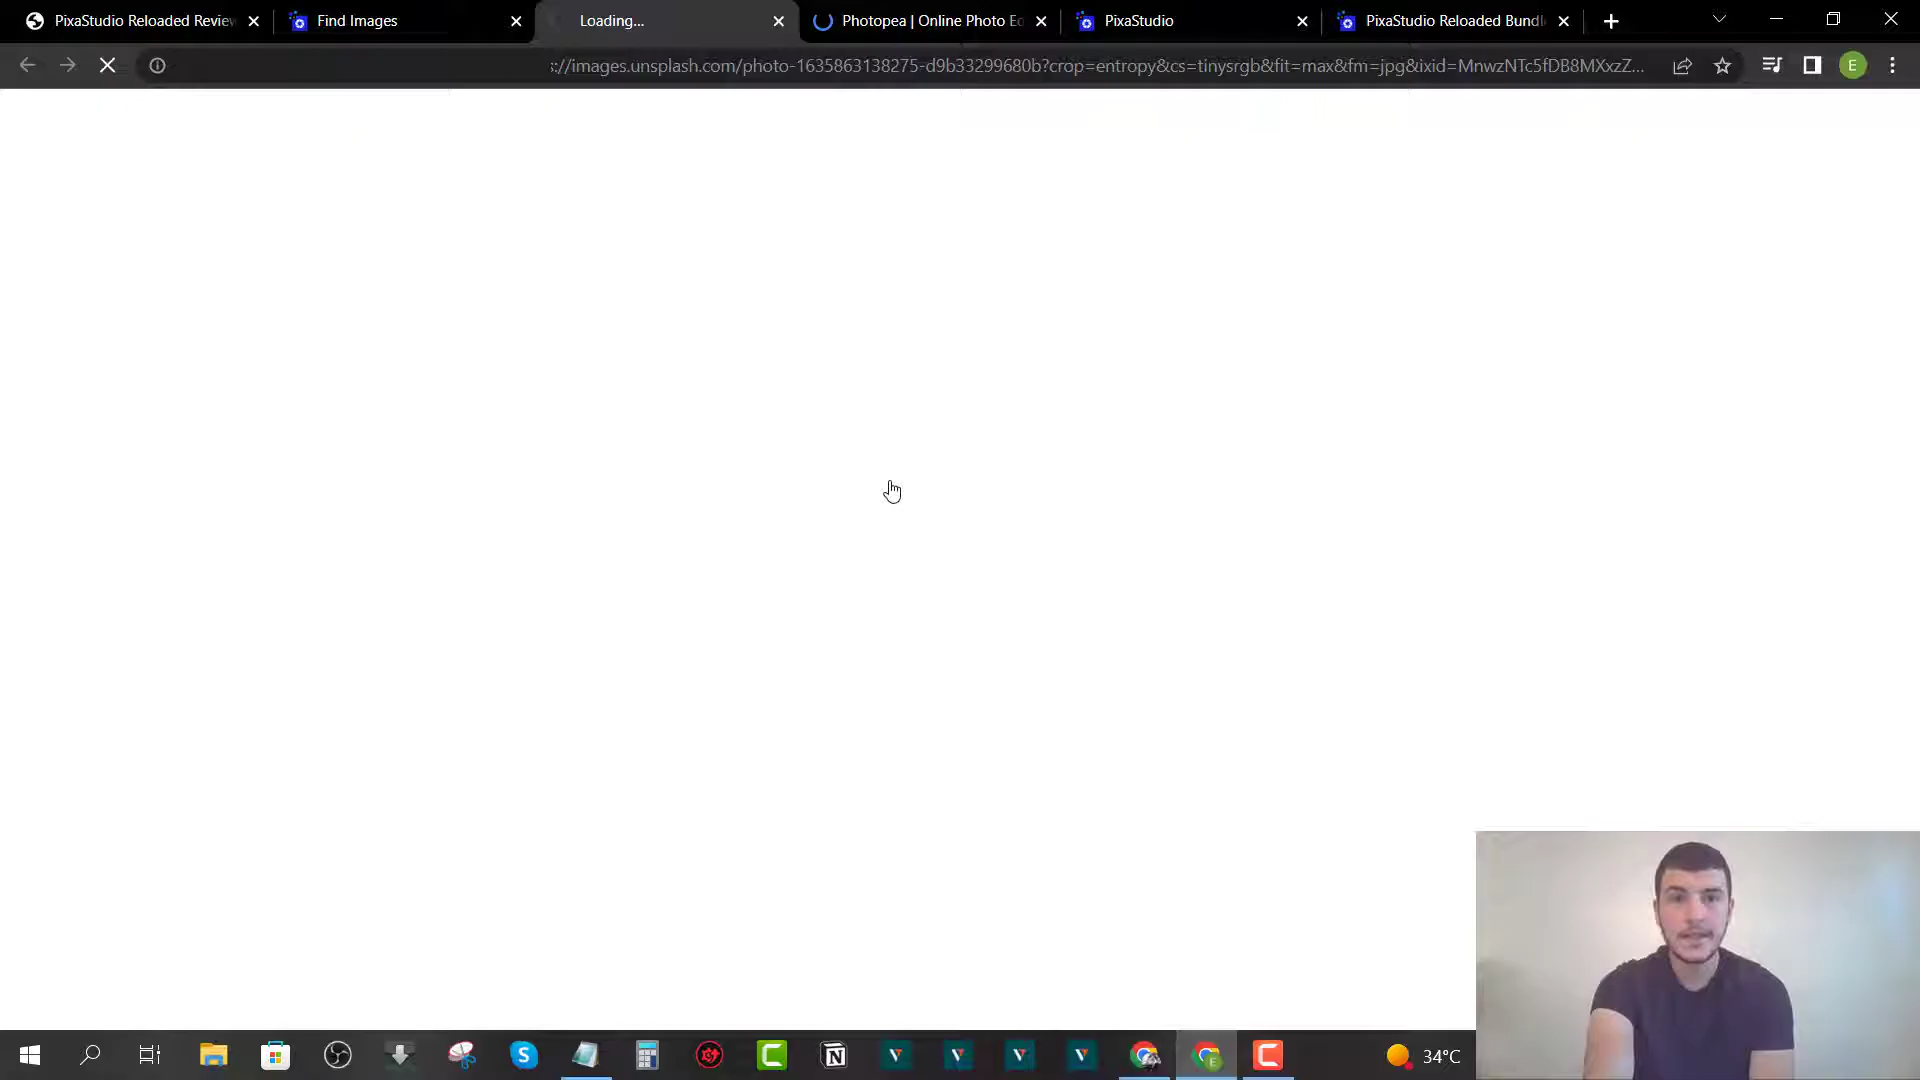 PixaStudio Reloaded Review
Find Images
Loading...
Photopea | Online Photo Ed
PixaStudio
PixaStudio Reloaded Bundl
://images.unsplash.com/photo-1635863138275-d9b33299680b?crop=entropy&cs=tinysrgb&fit=max&fm=jpg&ixid=MnwzNTc5fDB8MXxzZ...
E
34°C